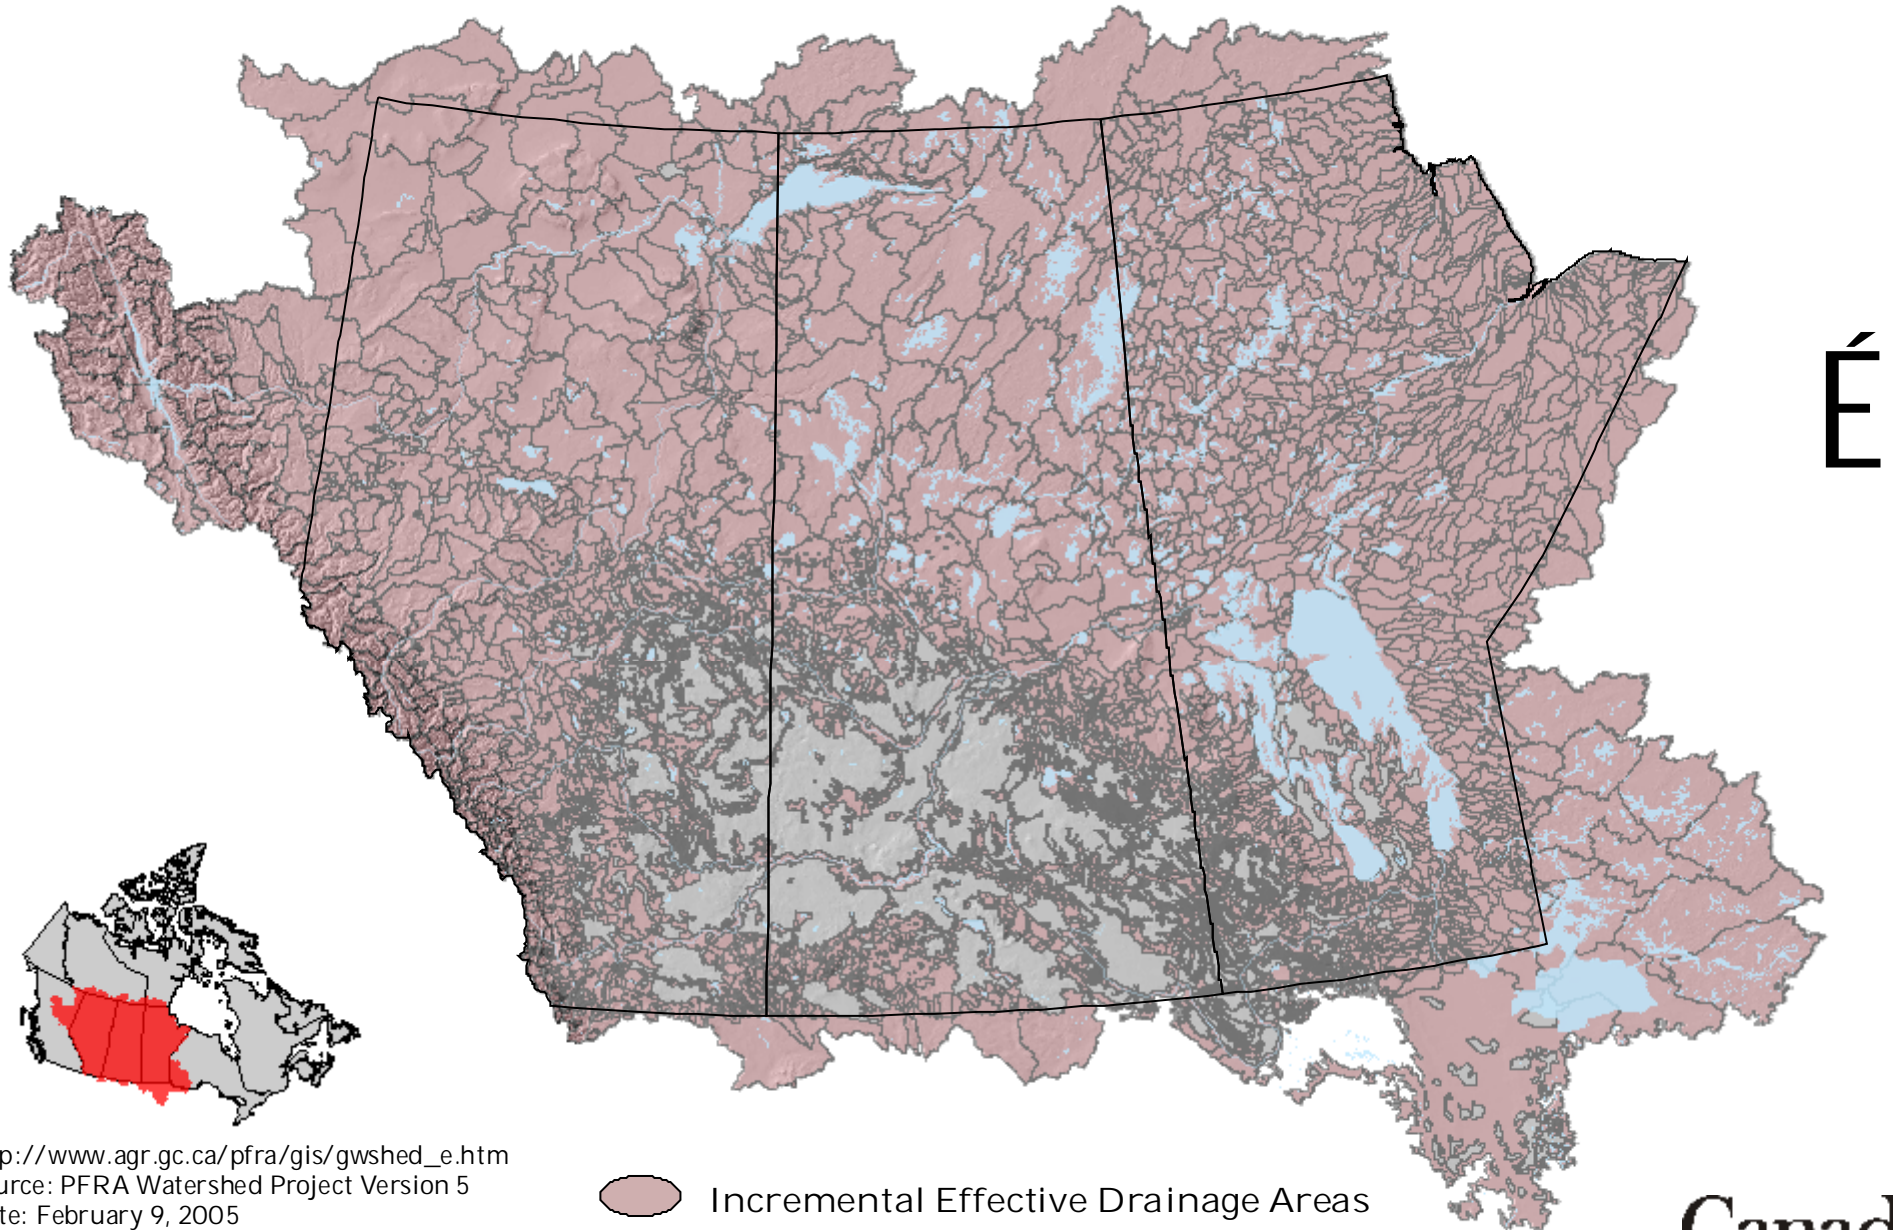 É
p://www.agr.gc.ca/pfra/gis/gwshed_e.htm
urce: PFRA Watershed Project Version 5
te: February 9, 2005
Incremental Effective Drainage Areas
Canad